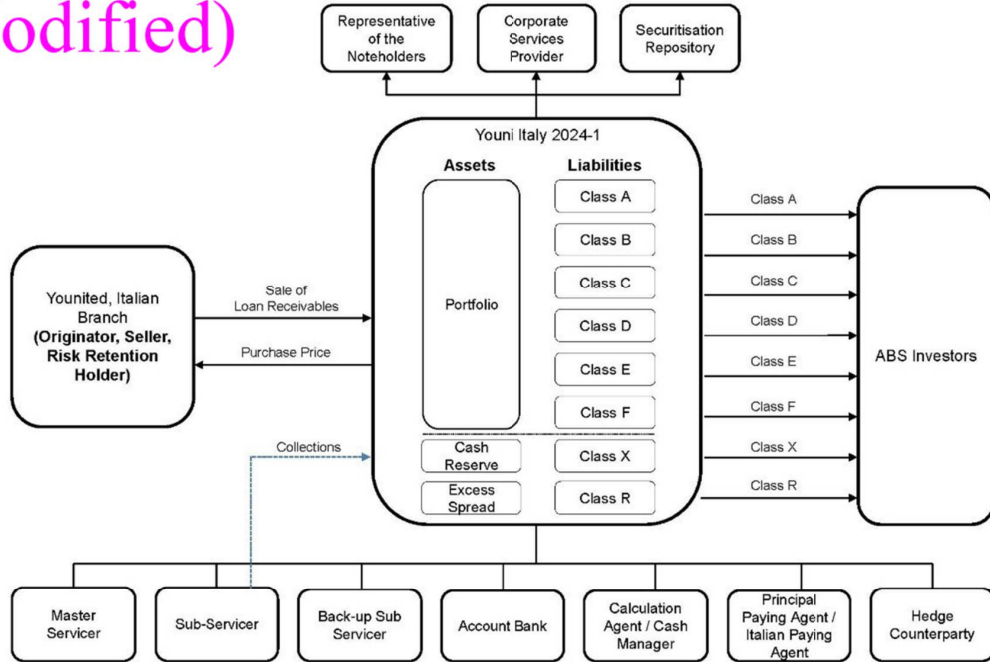 odified)
Representative
of the
Noteholders
Corporate
Services
Provider
Securitisation
Repository
Youni Italy 2024-1
Assets
Liabilities
Portfolio
Class A
Class B
Class C
Class D
Class E
Class F
Cash
Reserve
Class X
Excess
Spread
Class R
Younited, Italian
Branch
(Originator, Seller,
Risk Retention
Holder)
Sale of
Loan Receivables
Purchase Price
Collections
Class A
Class B
Class C
Class D
Class E
Class F
Class X
Class R
ABS Investors
Master
Servicer
Sub-Servicer
Back-up Sub
Servicer
Account Bank
Calculation
Agent / Cash
Manager
Principal
Paying Agent /
Italian Paying
Agent
Hedge
Counterparty